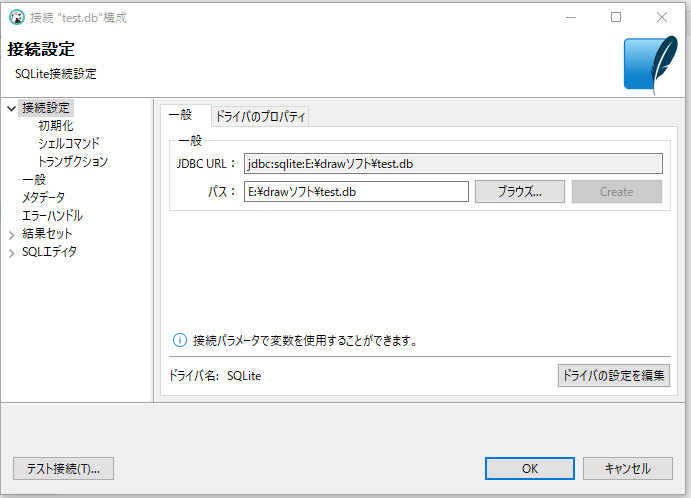 接続 "test.db"構成
接続設定
SQLite接続設定
接続設定
初期化
シェルコマンド
トランザクション
一般
メタデータ
エラーハンドル
結果セット
SQLエディタ
一般 ドライバのプロパティ
一般
JDBC URL： jdbc:sqlite:E:¥drawソフト¥test.db
パス： E:¥drawソフト¥test.db ブラウズ... Create
接続パラメータで変数を使用することができます。
ドライバ名: SQLite ドライバの設定を編集
テスト接続(T)... OK キャンセル